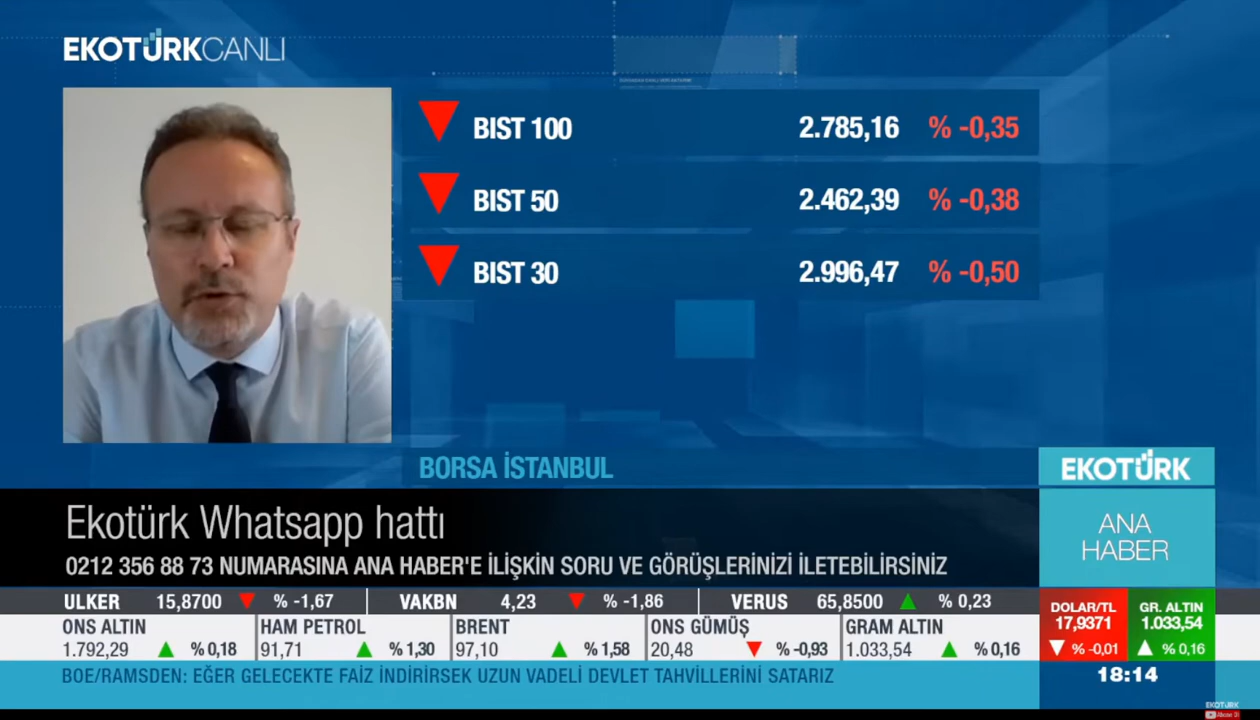 EKOTÜRKCANLI
BIST 100 2.785,16 % -0,35
BIST 50 2.462,39 % -0,38
BIST 30 2.996,47 % -0,50
BORSA İSTANBUL
EKOTÜRK
Ekotürk Whatsapp hattı
ANA
HABER
0212 356 88 73 NUMARASINA ANA HABER'E İLİŞKİN SORU VE GÖRÜŞLERİNİZİ İLETEBİLİRSİNİZ
ULKER 15,8700 % -1,67 VAKBN 4,23 % -1,86 VERUS 65,8500 % 0,23
DOLAR/TL GR. ALTIN
17,9371 1.033,54
% -0,01 % 0,16
ONS ALTIN HAM PETROL BRENT ONS GÜMÜŞ GRAM ALTIN
1.792,29 % 0,18 91,71 % 1,30 97,10 % 1,58 20,48 % -0,93 1.033,54 % 0,16
BOE/RAMSDEN: EĞER GELECEKTE FAİZ İNDİRİRSEK UZUN VADELİ DEVLET TAHVİLLERİNİ SATARIZ
18:14
EKOTÜRK